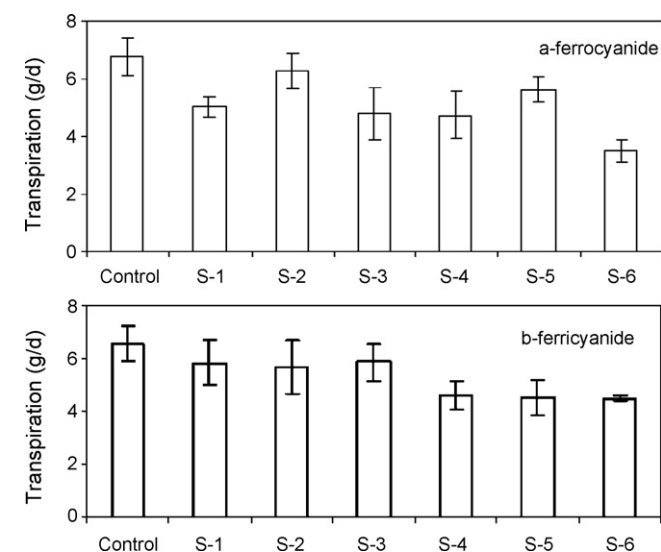 8
a-ferrocyanide
6
4
2
0
Transpiration (g/d)
Control S-1 S-2 S-3 S-4 S-5 S-6
8
b-ferricyanide
6
4
2
0
Transpiration (g/d)
Control S-1 S-2 S-3 S-4 S-5 S-6